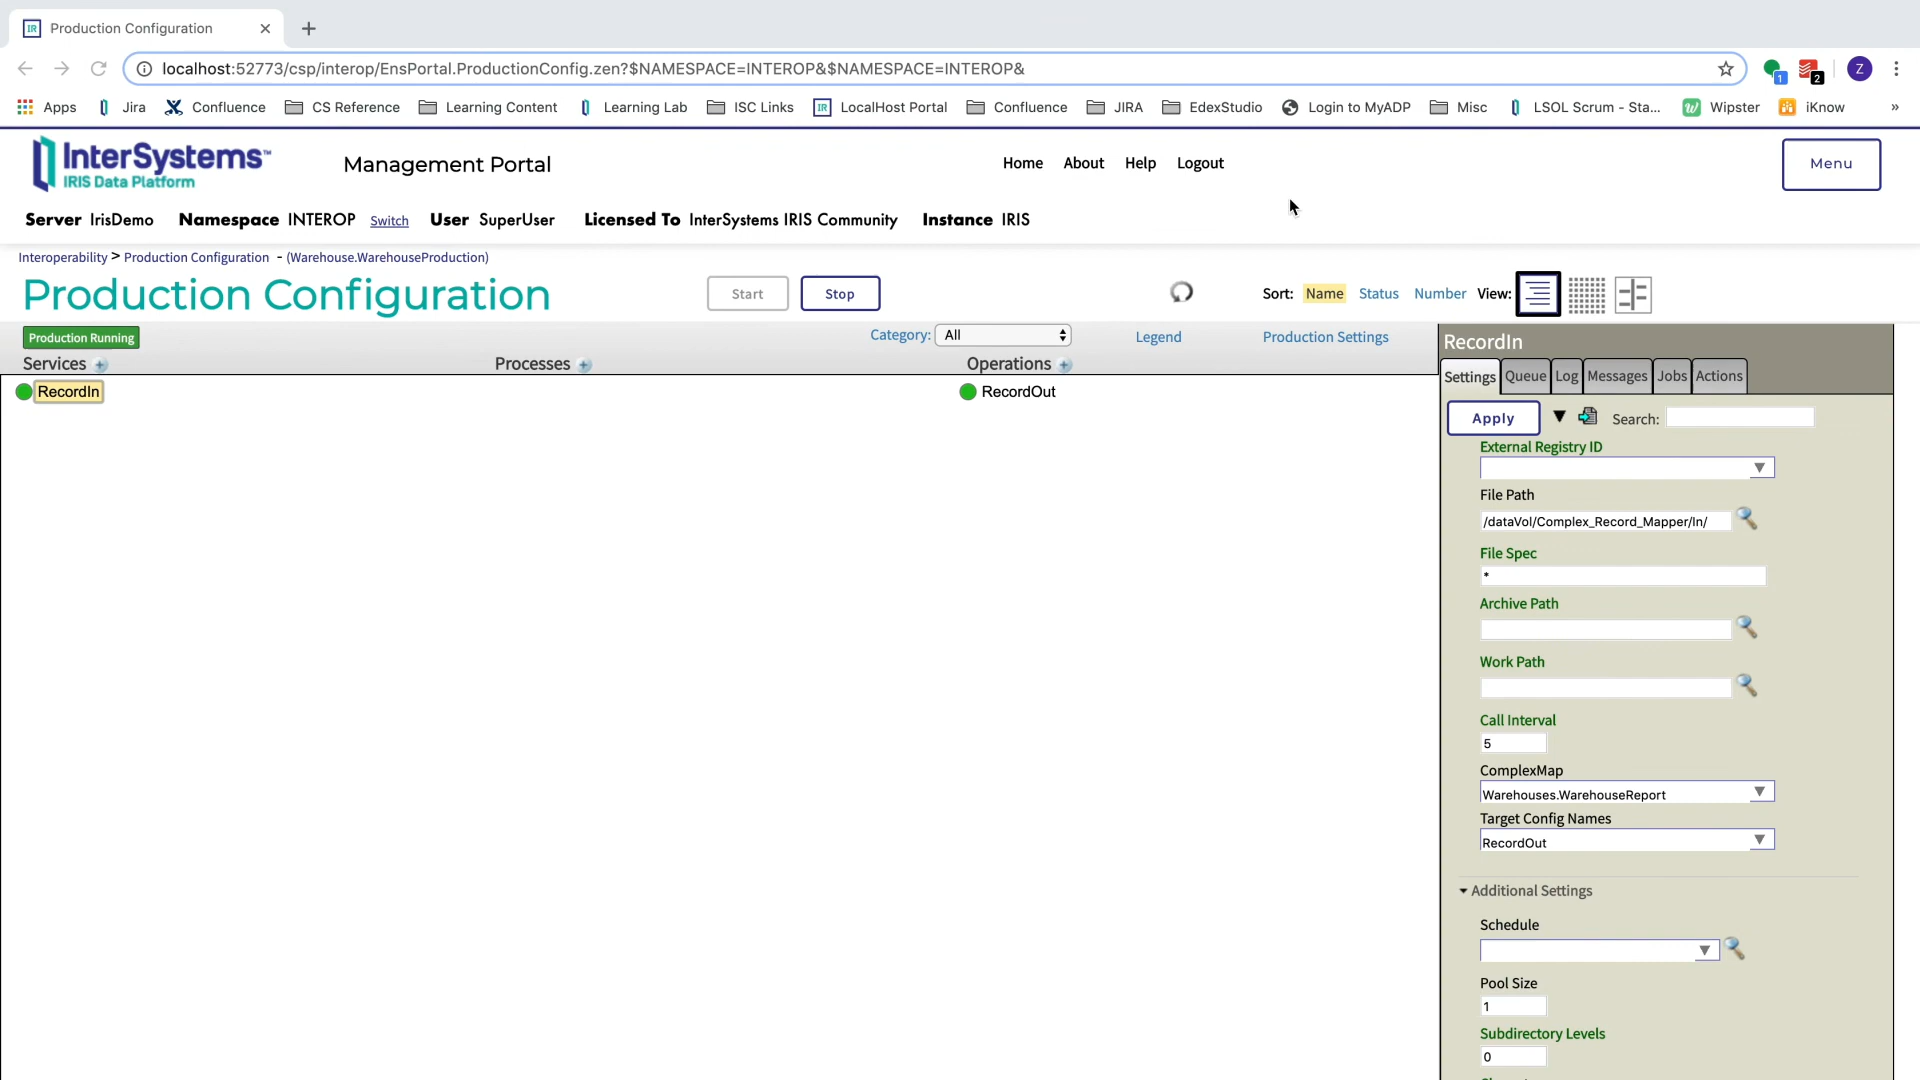 Production Configuration
localhost:52773/csp/interop/EnsPortal.ProductionConfig.zen?$NAMESPACE=INTEROP&$NAMESPACE=INTEROP&
1
2
Z
Apps
Jira
Confluence
CS Reference
Learning Content
Learning Lab
ISC Links
LocalHost Portal
Confluence
JIRA
EdexStudio
Login to MyADP
Misc
LSOL Scrum - Sta...
Wipster
iKnow
»
InterSystems™
IRIS Data Platform
Management Portal
Home
About
Help
Logout
Menu
Server IrisDemo
Namespace INTEROP
Switch
User SuperUser
Licensed To InterSystems IRIS Community
Instance IRIS
Interoperability > Production Configuration - (Warehouse.WarehouseProduction)
Production Configuration
Start
Stop
Sort: Name Status Number
View:
Production Running
Category: All
Legend
Production Settings
Services
Processes
Operations
RecordIn
RecordOut
RecordIn
Settings
Queue
Log
Messages
Jobs
Actions
Apply
Search:
External Registry ID
File Path
/dataVol/Complex_Record_Mapper/In/
File Spec
*
Archive Path
Work Path
Call Interval
5
ComplexMap
Warehouses.WarehouseReport
Target Config Names
RecordOut
Additional Settings
Schedule
Pool Size
1
Subdirectory Levels
0